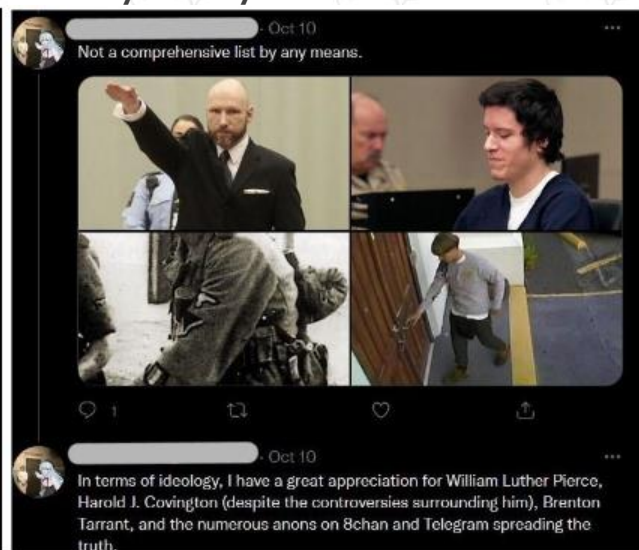 Oct 10
Not a comprehensive list by any means.
1
Oct 10
In terms of ideology, I have a great appreciation for William Luther Pierce,
Harold J. Covington (despite the controversies surrounding him), Brenton
Tarrant, and the numerous anons on 8chan and Telegram spreading the
truth.